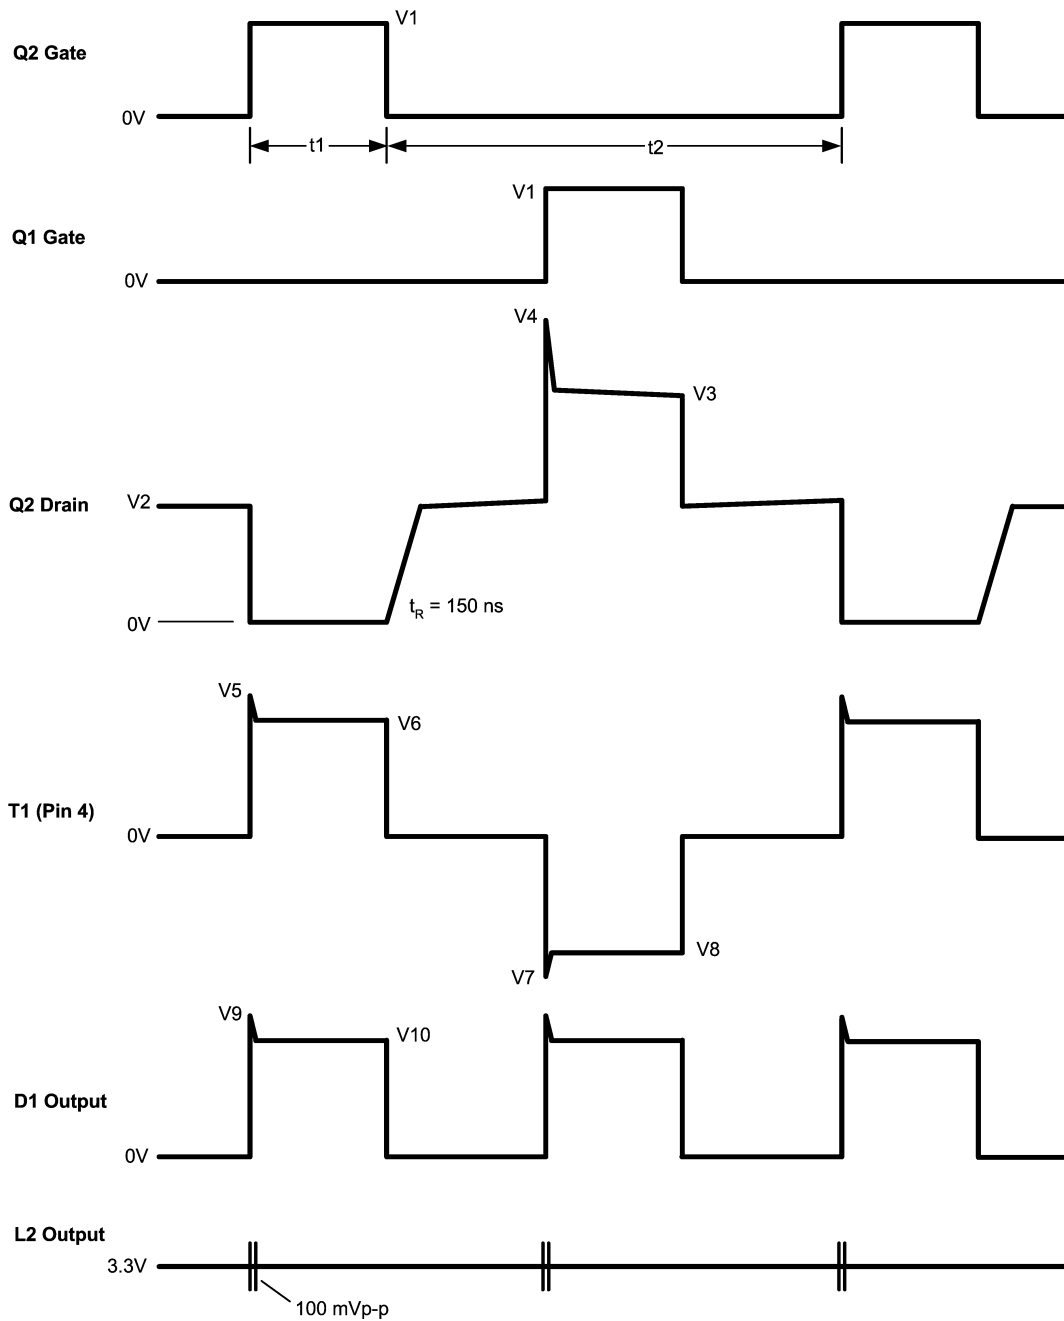 V1
Q2 Gate
0V
t1
t2
V1
Q1 Gate
0V
V4
V3
V2
Q2 Drain
tR = 150 ns
0V
V5
V6
T1 (Pin 4)
0V
V8
V7
V9
V10
D1 Output
0V
L2 Output
3.3V
100 mVp-p